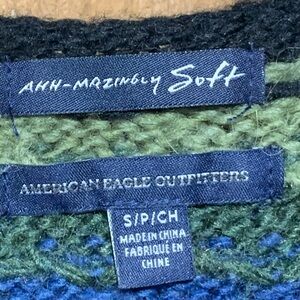 AHH-MAZINGLY Soft
AMERICAN EAGLE OUTFITTERS
S/P/CH
MADE IN CHINA
FABRIQUÉ EN
CHINE